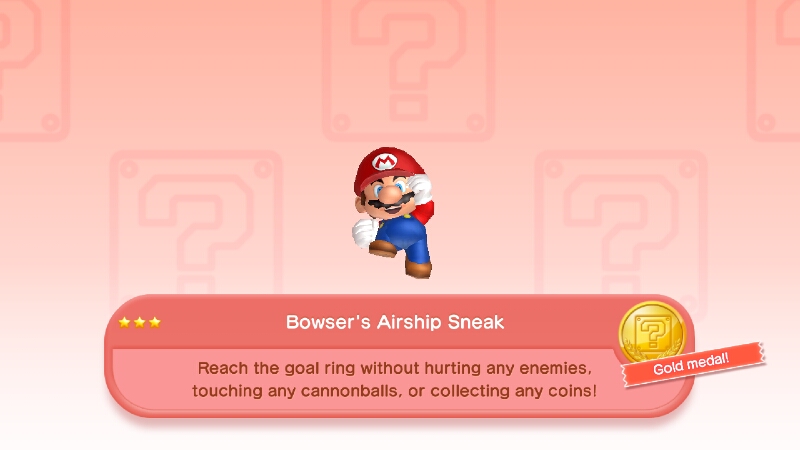 Bowser's Airship Sneak
Reach the goal ring without hurting any enemies,
touching any cannonballs, or collecting any coins!
Gold medal!